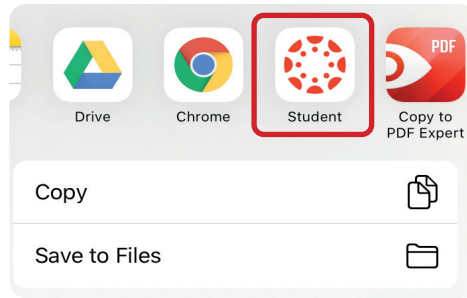 PDF
Drive
Chrome
Student
Copy to
PDF Expert
Copy
Save to Files